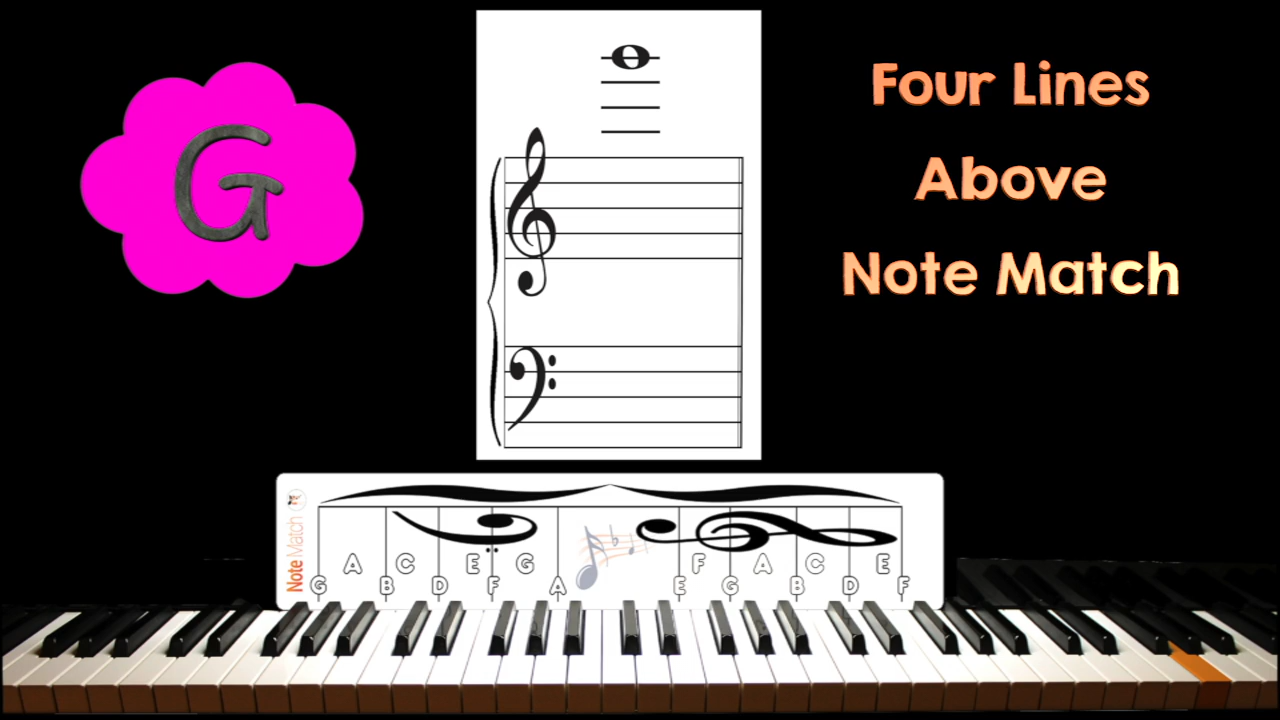 G
Four Lines
Above
Note Match
Note Match
A C E G F A C E
G B D F A E G B D F